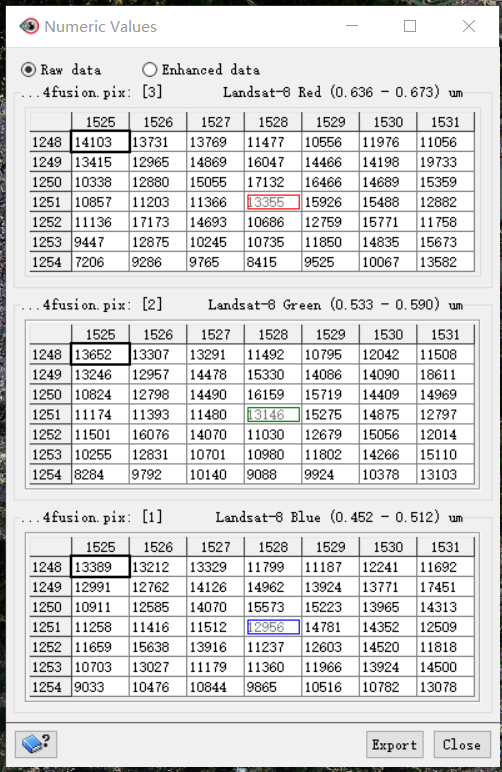 Numeric Values
Raw data Enhanced data
...4fusion.pix: [3] Landsat-8 Red (0.636 - 0.673) um
1525 1526 1527 1528 1529 1530 1531
1248 14103 13731 13769 11477 10556 11976 11056
1249 13415 12965 14869 16047 14466 14198 19733
1250 10338 12880 15055 17132 16466 14689 15359
1251 10857 11203 11366 13355 15926 15488 12882
1252 11136 17173 14693 10686 12759 15771 11758
1253 9447 12875 10245 10735 11850 14835 15673
1254 7206 9286 9765 8415 9525 10067 13582
...4fusion.pix: [2] Landsat-8 Green (0.533 - 0.590) um
1525 1526 1527 1528 1529 1530 1531
1248 13652 13307 13291 11492 10795 12042 11508
1249 13246 12957 14478 15330 14086 14090 18611
1250 10824 12798 14490 16159 15719 14409 14969
1251 11174 11393 11480 13146 15275 14875 12797
1252 11501 16076 14070 11030 12679 15056 12014
1253 10255 12831 10701 10980 11802 14266 15110
1254 8284 9792 10140 9088 9924 10378 13103
...4fusion.pix: [1] Landsat-8 Blue (0.452 - 0.512) um
1525 1526 1527 1528 1529 1530 1531
1248 13389 13212 13329 11799 11187 12241 11692
1249 12991 12762 14126 14962 13924 13771 17451
1250 10911 12585 14070 15573 15223 13965 14313
1251 11258 11416 11512 12956 14781 14352 12509
1252 11659 15638 13916 11237 12603 14520 11818
1253 10703 13027 11179 11360 11966 13924 14500
1254 9033 10476 10844 9865 10516 10782 13078
Export Close